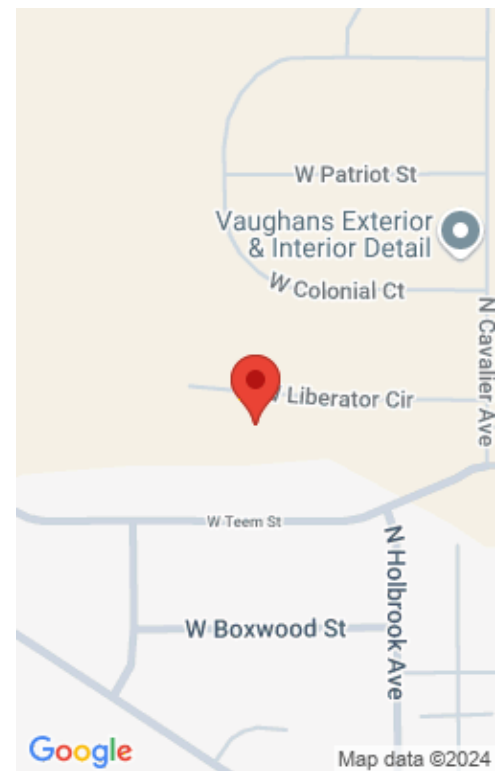 W Patriot St
Vaughans Exterior
& Interior Detail
W Colonial Ct
N Cavalier Ave
Liberator Cir
W Teem St
N Holbrook Ave
W Boxwood St
Google
Map data ©2024